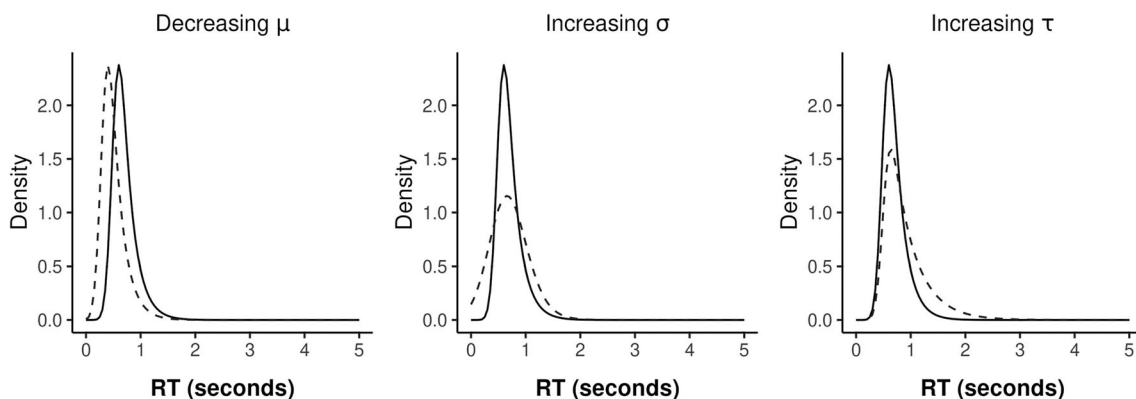 Decreasing μ
Density
2.0
1.5
1.0
0.5
0.0
0 1 2 3 4 5
RT (seconds)
Increasing σ
Density
2.0
1.5
1.0
0.5
0.0
0 1 2 3 4 5
RT (seconds)
Increasing τ
Density
2.0
1.5
1.0
0.5
0.0
0 1 2 3 4 5
RT (seconds)